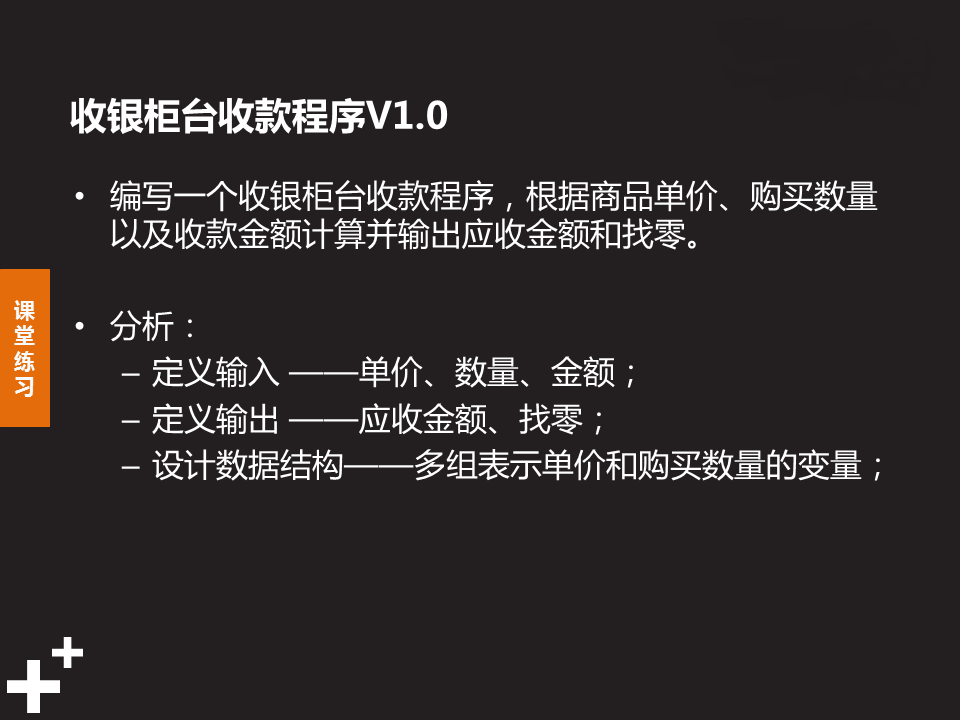 收银柜台收款程序V1.0
• 编写一个收银柜台收款程序，根据商品单价、购买数量
以及收款金额计算并输出应收金额和找零。
课堂练习
• 分析：
– 定义输入 ——单价、数量、金额；
– 定义输出 ——应收金额、找零；
– 设计数据结构——多组表示单价和购买数量的变量；